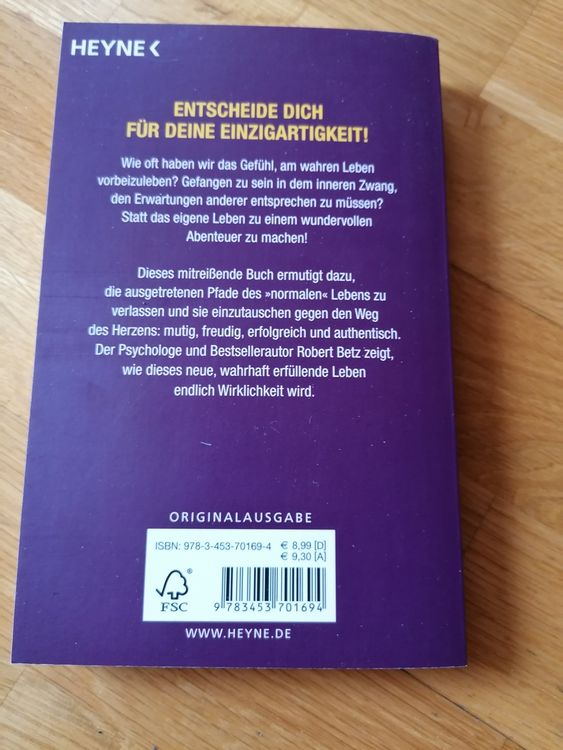 HEYNE<
ENTSCHEIDE DICH
FÜR DEINE EINZIGARTIGKEIT!
Wie oft haben wir das Gefühl, am wahren Leben
vorbeizuleben? Gefangen zu sein in dem inneren Zwang,
den Erwartungen anderer entsprechen zu müssen?
Statt das eigene Leben zu einem wundervollen
Abenteuer zu machen!
Dieses mitreißende Buch ermutigt dazu,
die ausgetretenen Pfade des »normalen« Lebens zu
verlassen und sie einzutauschen gegen den Weg
des Herzens: mutig, freudig, erfolgreich und authentisch.
Der Psychologe und Bestsellerautor Robert Betz zeigt,
wie dieses neue, wahrhaft erfüllende Leben
endlich Wirklichkeit wird.
ORIGINALAUSGABE
ISBN: 978-3-453-70169-4 € 8,99 [D]
€ 9,30 [A]
® FSC
9 783453 701694
WWW.HEYNE.DE